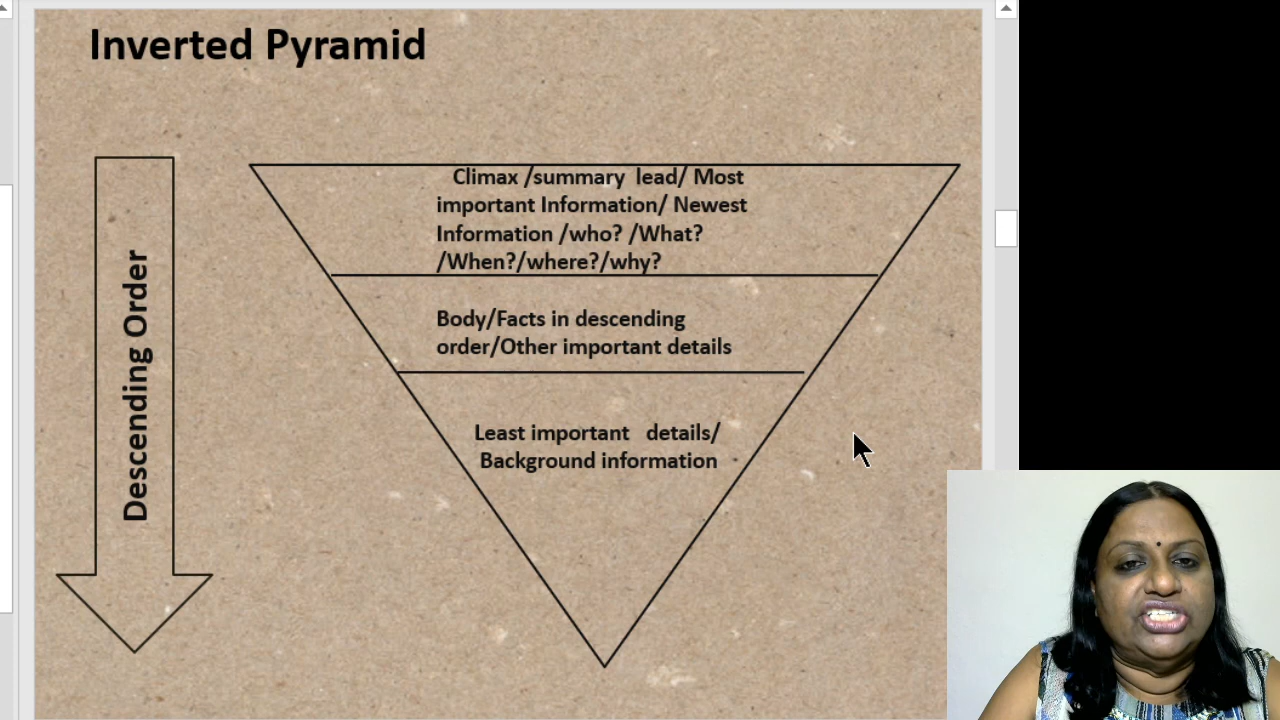 Inverted Pyramid
Descending Order
Climax /summary lead/ Most
important Information/ Newest
Information /who? /What?
/When?/where?/why?
Body/Facts in descending
order/Other important details
Least important details/
Background information